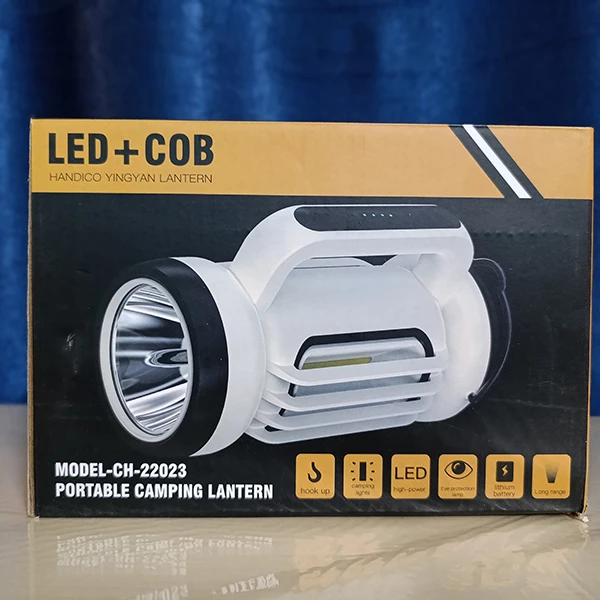 LED+COB
HANDICO YINGYAN LANTERN
MODEL-CH-22023
PORTABLE CAMPING LANTERN
hook up
camping
lights
LED
high-power
Eve protection
lamp
lithium
battery
Long range